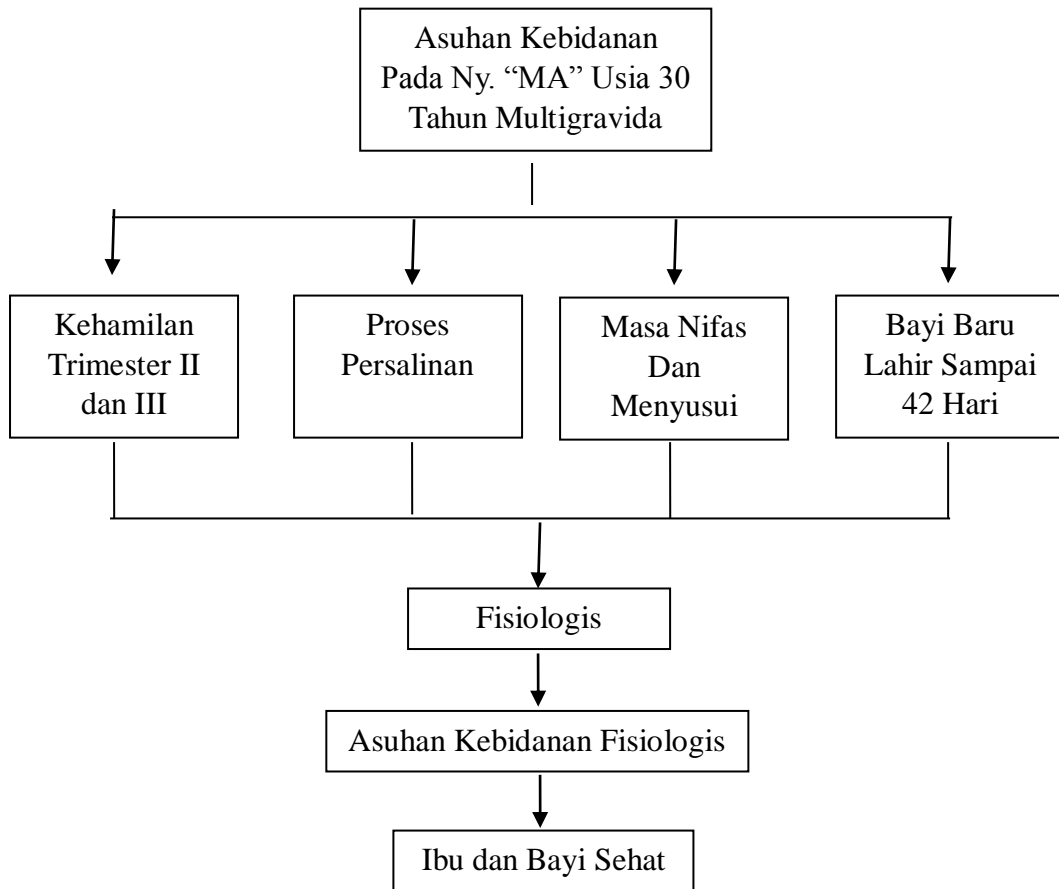 Asuhan Kebidanan
Pada Ny. “MA” Usia 30
Tahun Multigravida
Kehamilan
Trimester II
dan III
Proses
Persalinan
Masa Nifas
Dan
Menyusui
Bayi Baru
Lahir Sampai
42 Hari
Fisiologis
Asuhan Kebidanan Fisiologis
Ibu dan Bayi Sehat